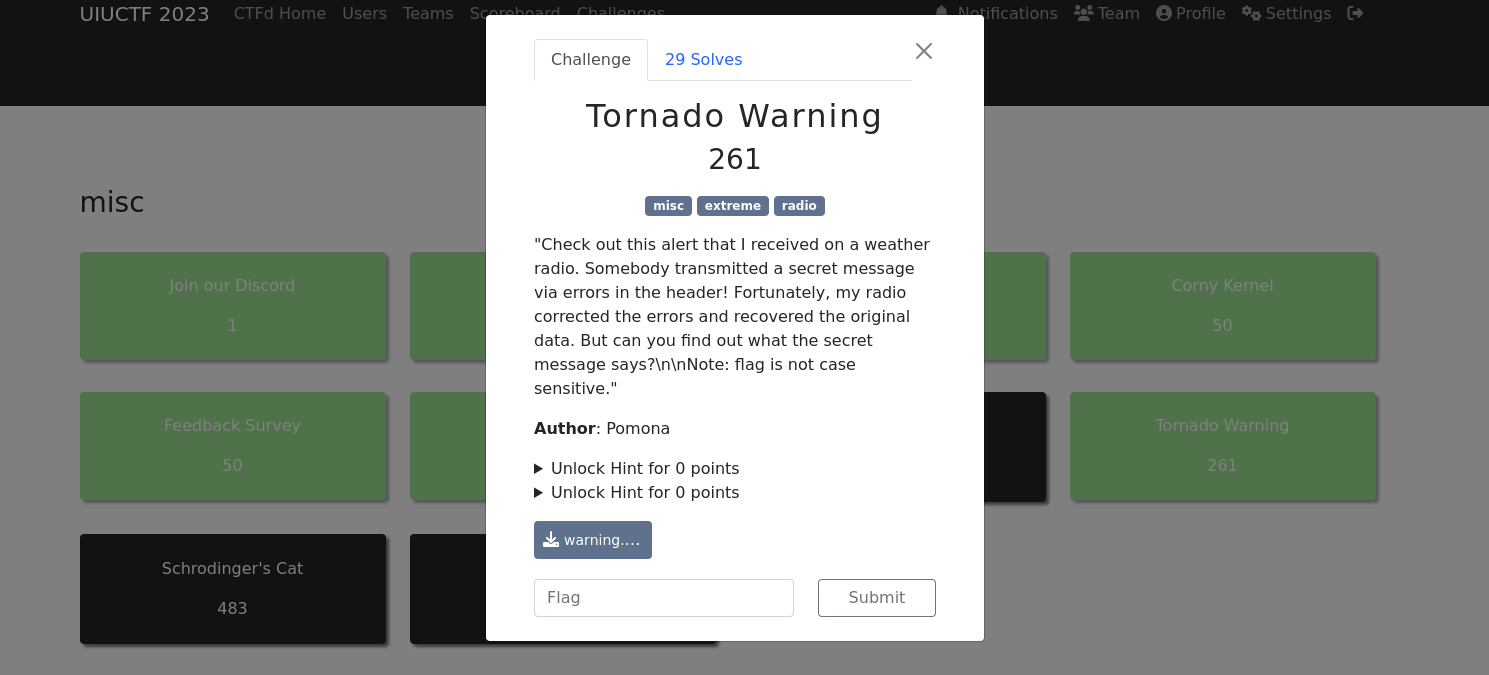 UIUCTF 2023 CTFd Home Users Teams Scoreboard Challenges Notifications Team Profile Settings
Challenge 29 Solves
Tornado Warning
261
misc extreme radio
"Check out this alert that I received on a weather
radio. Somebody transmitted a secret message
via errors in the header! Fortunately, my radio
corrected the errors and recovered the original
data. But can you find out what the secret
message says?\n\nNote: flag is not case
sensitive."
Author: Pomona
Unlock Hint for 0 points
Unlock Hint for 0 points
warning....
Flag Submit
misc
Join our Discord
1
Corny Kernel
50
Feedback Survey
50
Tornado Warning
261
Schrodinger's Cat
483